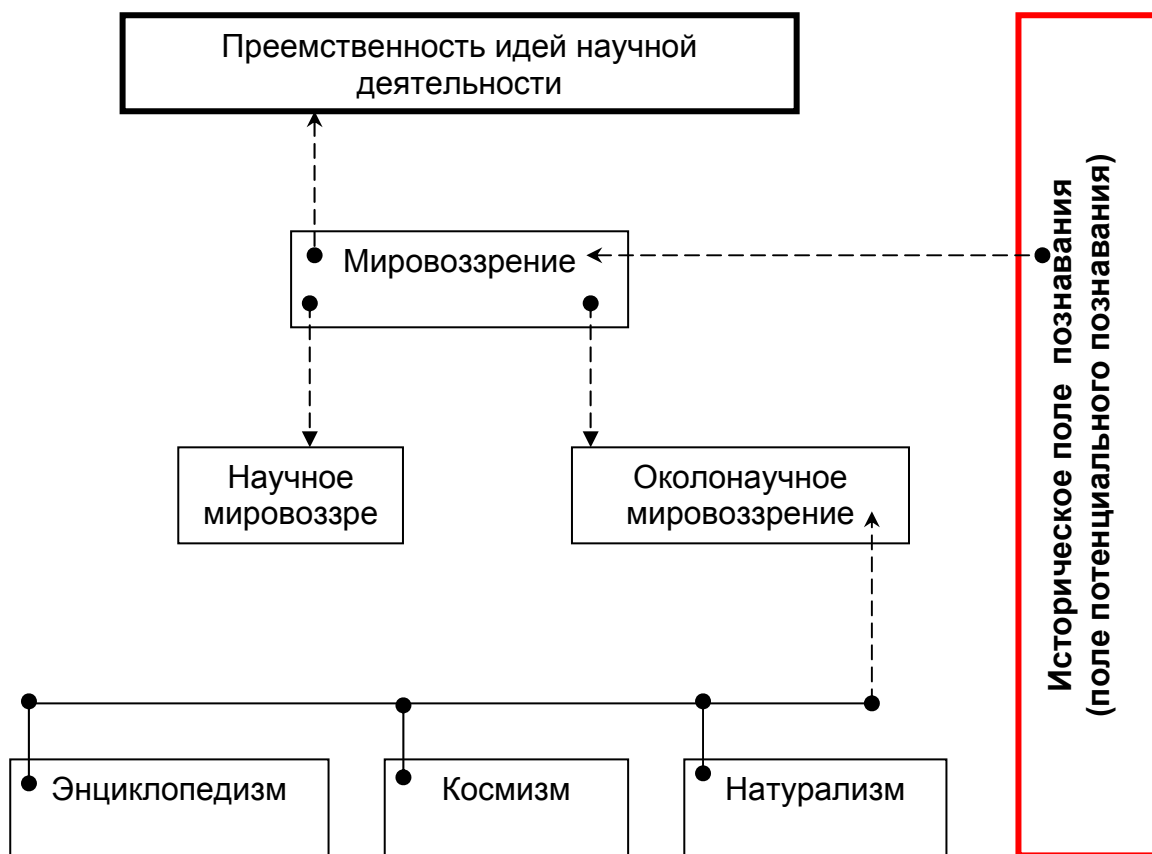 Преемственность идей научной
деятельности
Мировоззрение
Научное
мировоззре
Околонаучное
мировоззрение
Энциклопедизм
Космизм
Натурализм
Историческое поле познавания
(поле потенциального познавания)